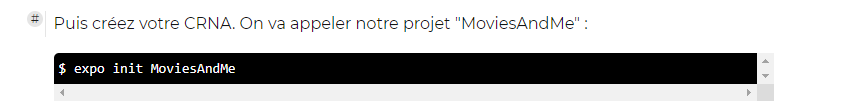 # Puis créez votre CRNA. On va appeler notre projet "MoviesAndMe" :
$ expo init MoviesAndMe